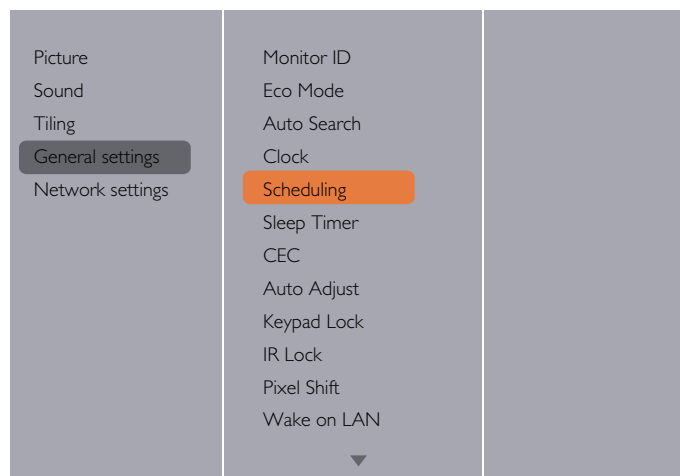 Picture
Sound
Tiling
General settings
Network settings
Monitor ID
Eco Mode
Auto Search
Clock
Scheduling
Sleep Timer
CEC
Auto Adjust
Keypad Lock
IR Lock
Pixel Shift
Wake on LAN